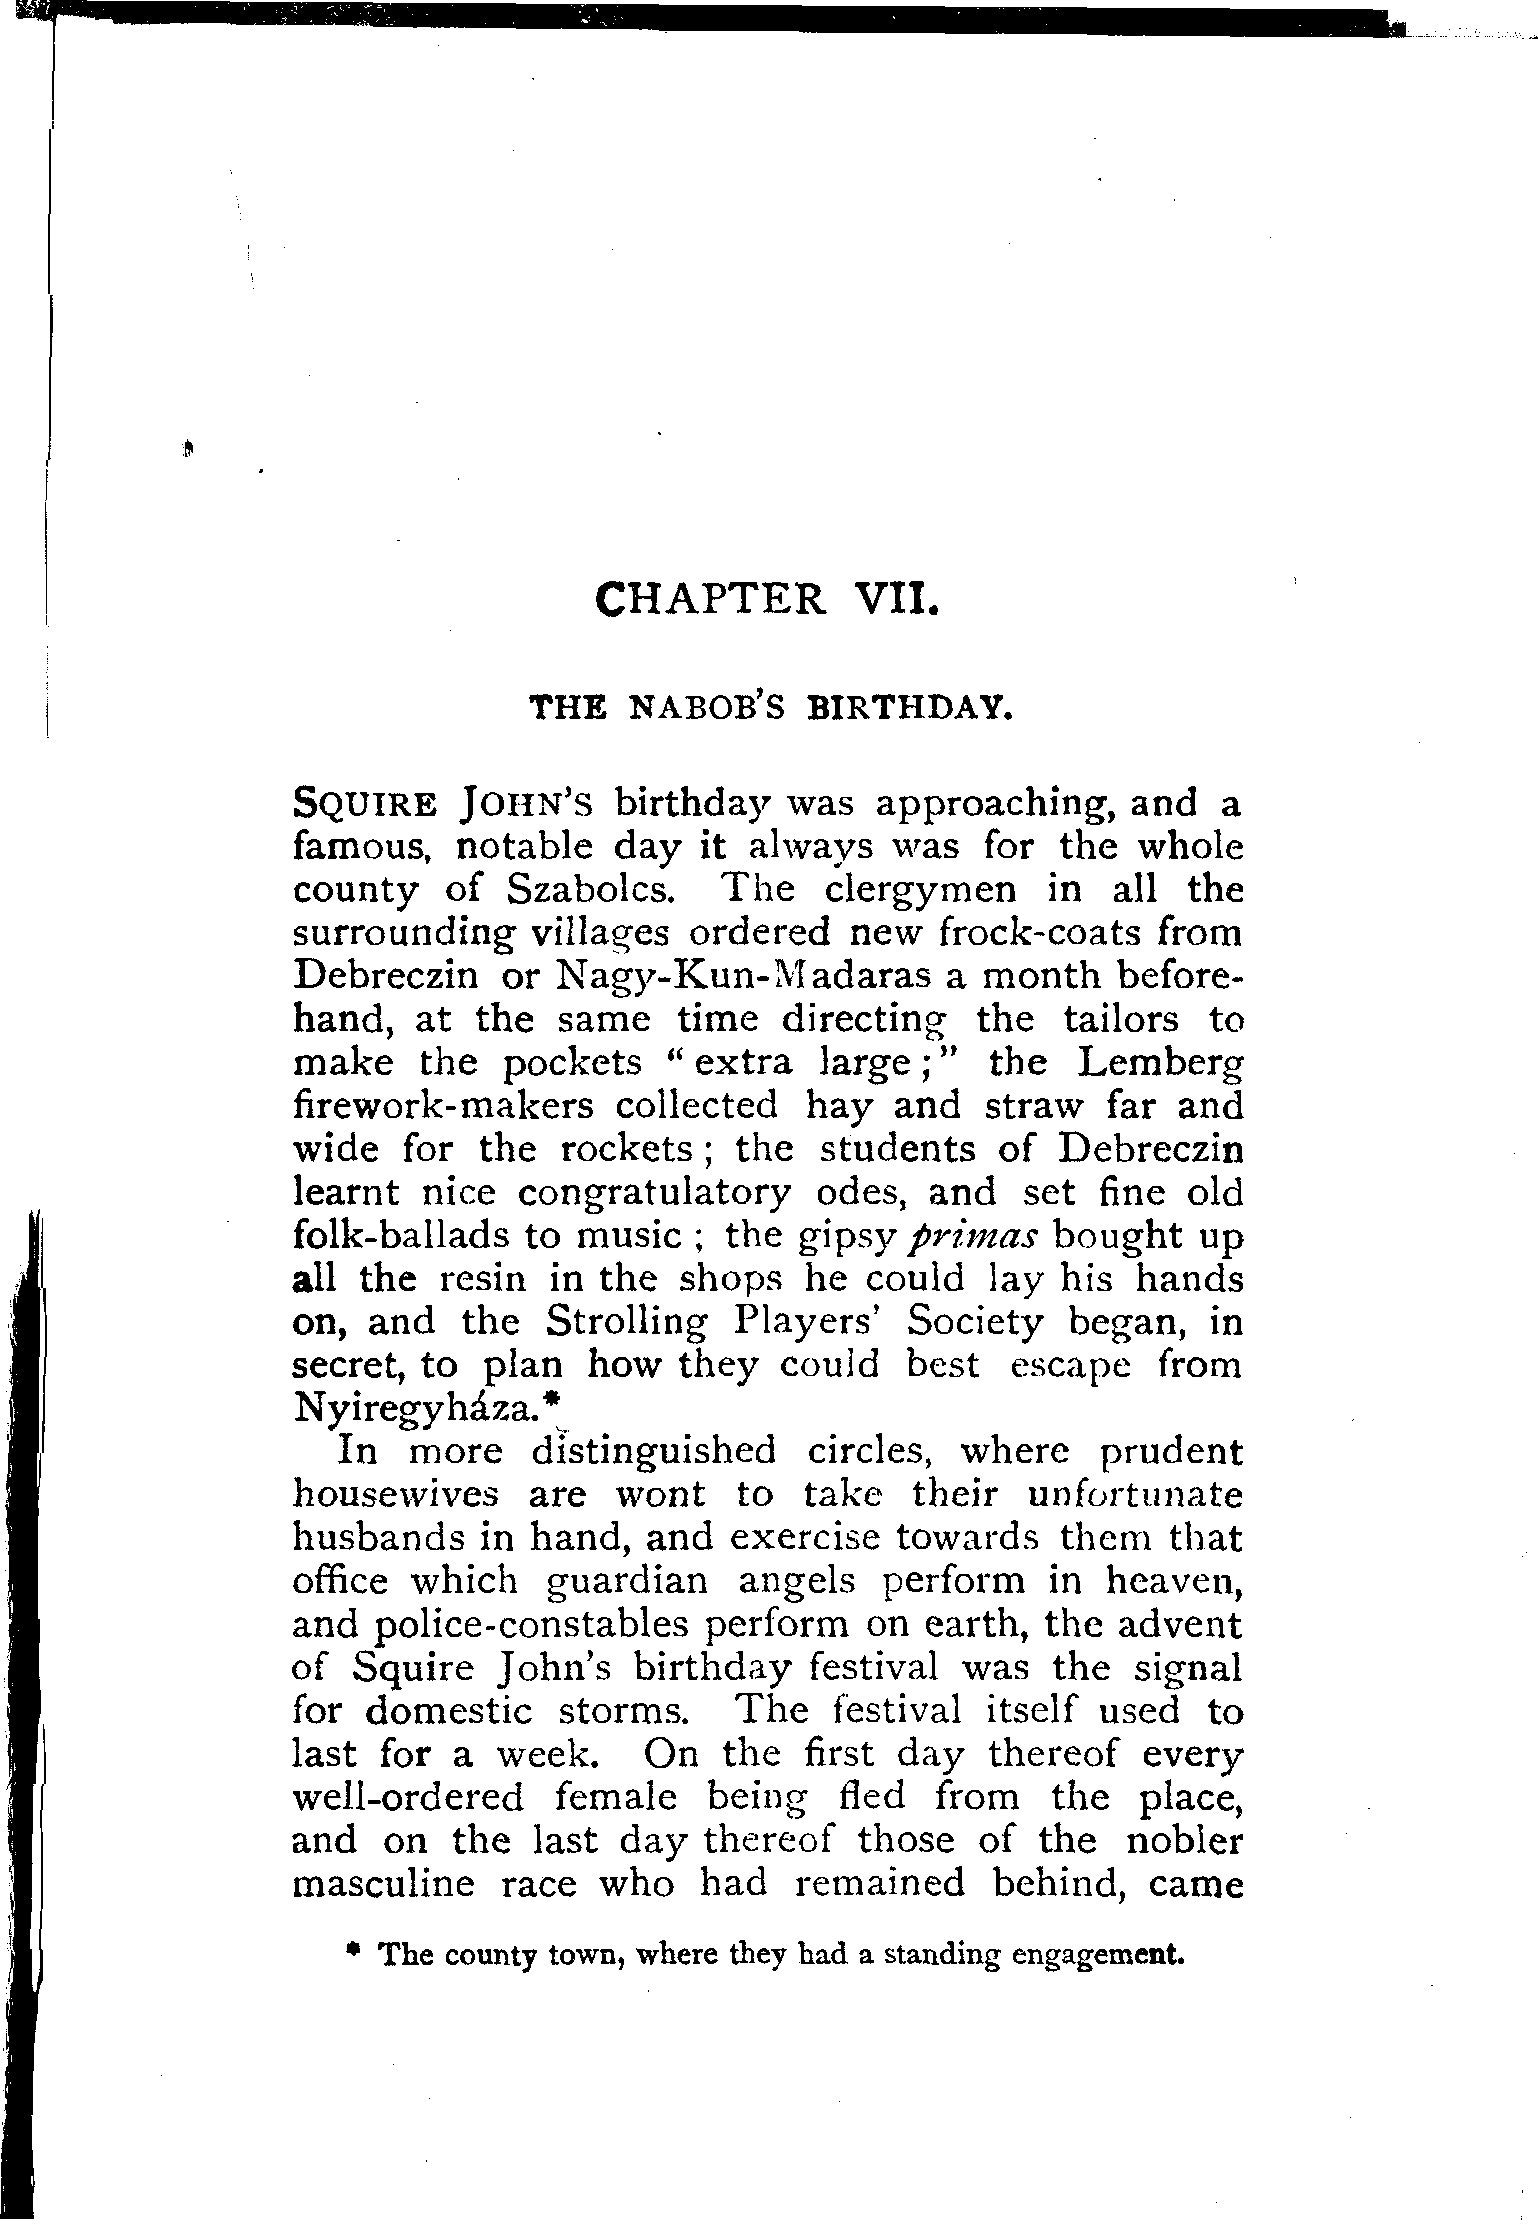 CHAPTER VII.
THE NABOB'S BIRTHDAY.
SQUIRE JOHN'S birthday was approaching, and a
famous, notable day it always was for the whole
county of Szabolcs. The clergymen in all the
surrounding villages ordered new frock-coats from
Debreczin or Nagy-Kun-Madaras a month before-
hand, at the same time directing the tailors to
make the pockets "extra large;" the Lemberg
firework-makers collected hay and straw far and
wide for the rockets; the students of Debreczin
learnt nice congratulatory odes, and set fine old
folk-ballads to music; the gipsy primas bought up
all the resin in the shops he could lay his hands
on, and the Strolling Players' Society began, in
secret, to plan how they could best escape from
Nyiregyháza.*
In more distinguished circles, where prudent
housewives are wont to take their unfortunate
husbands in hand, and exercise towards them that
office which guardian angels perform in heaven,
and police-constables perform on earth, the advent
of Squire John's birthday festival was the signal
for domestic storms. The festival itself used to
last for a week. On the first day thereof every
well-ordered female being fled from the place,
and on the last day thereof those of the nobler
masculine race who had remained behind, came
* The county town, where they had a standing engagement.